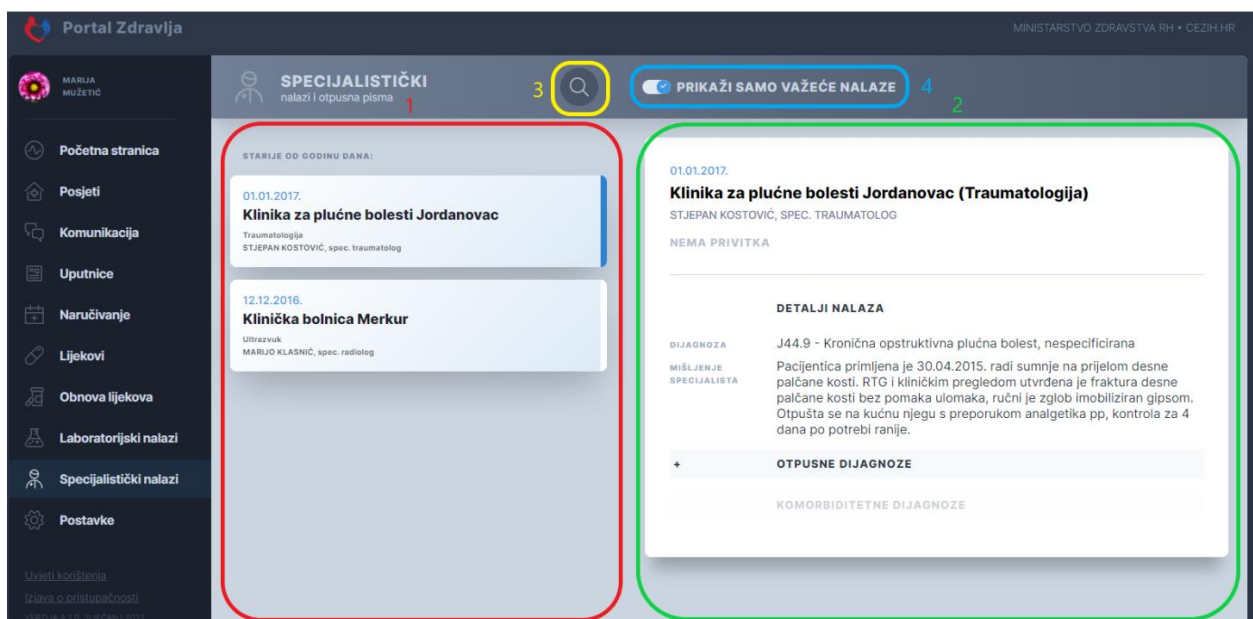 Portal Zdravlja
MINISTARSTVO ZDRAVSTVA RH • CEZIH.HR
MARIJA
MUŽETIĆ
Početna stranica
Posjeti
Komunikacija
Uputnice
Naručivanje
Lijekovi
Obnova lijekova
Laboratorijski nalazi
Specijalistički nalazi
Postavke
Uvjeti korištenja
Izjava o pristupačnosti
SPECIJALISTIČKI
nalazi i otpusna pisma
1
3
PRIKAŽI SAMO VAŽEĆE NALAZE
4
2
STARIJE OD GODINU DANA:
01.01.2017.
Klinika za plućne bolesti Jordanovac
Traumatologija
STJEPAN KOSTOVIĆ, spec. traumatolog
12.12.2016.
Klinička bolnica Merkur
Ultrazvuk
MARIJO KLASNIĆ, spec. radiolog
01.01.2017.
Klinika za plućne bolesti Jordanovac (Traumatologija)
STJEPAN KOSTOVIĆ, SPEC. TRAUMATOLOG
NEMA PRIVITKA
DETALJI NALAZA
DIJAGNOZA
J44.9 - Kronična opstruktivna plućna bolest, nespecificirana
MIŠLJENJE
SPECIJALISTA
Pacijentica primljena je 30.04.2015. radi sumnje na prijelom desne
palčane kosti. RTG i kliničkim pregledom utvrđena je fraktura desne
palčane kosti bez pomaka ulomaka, ručni je zglob imobiliziran gipsom.
Otpušta se na kućnu njegu s preporukom analgetika pp, kontrola za 4
dana po potrebi ranije.
+ OTPUSNE DIJAGNOZE
KOMORBIDITETNE DIJAGNOZE